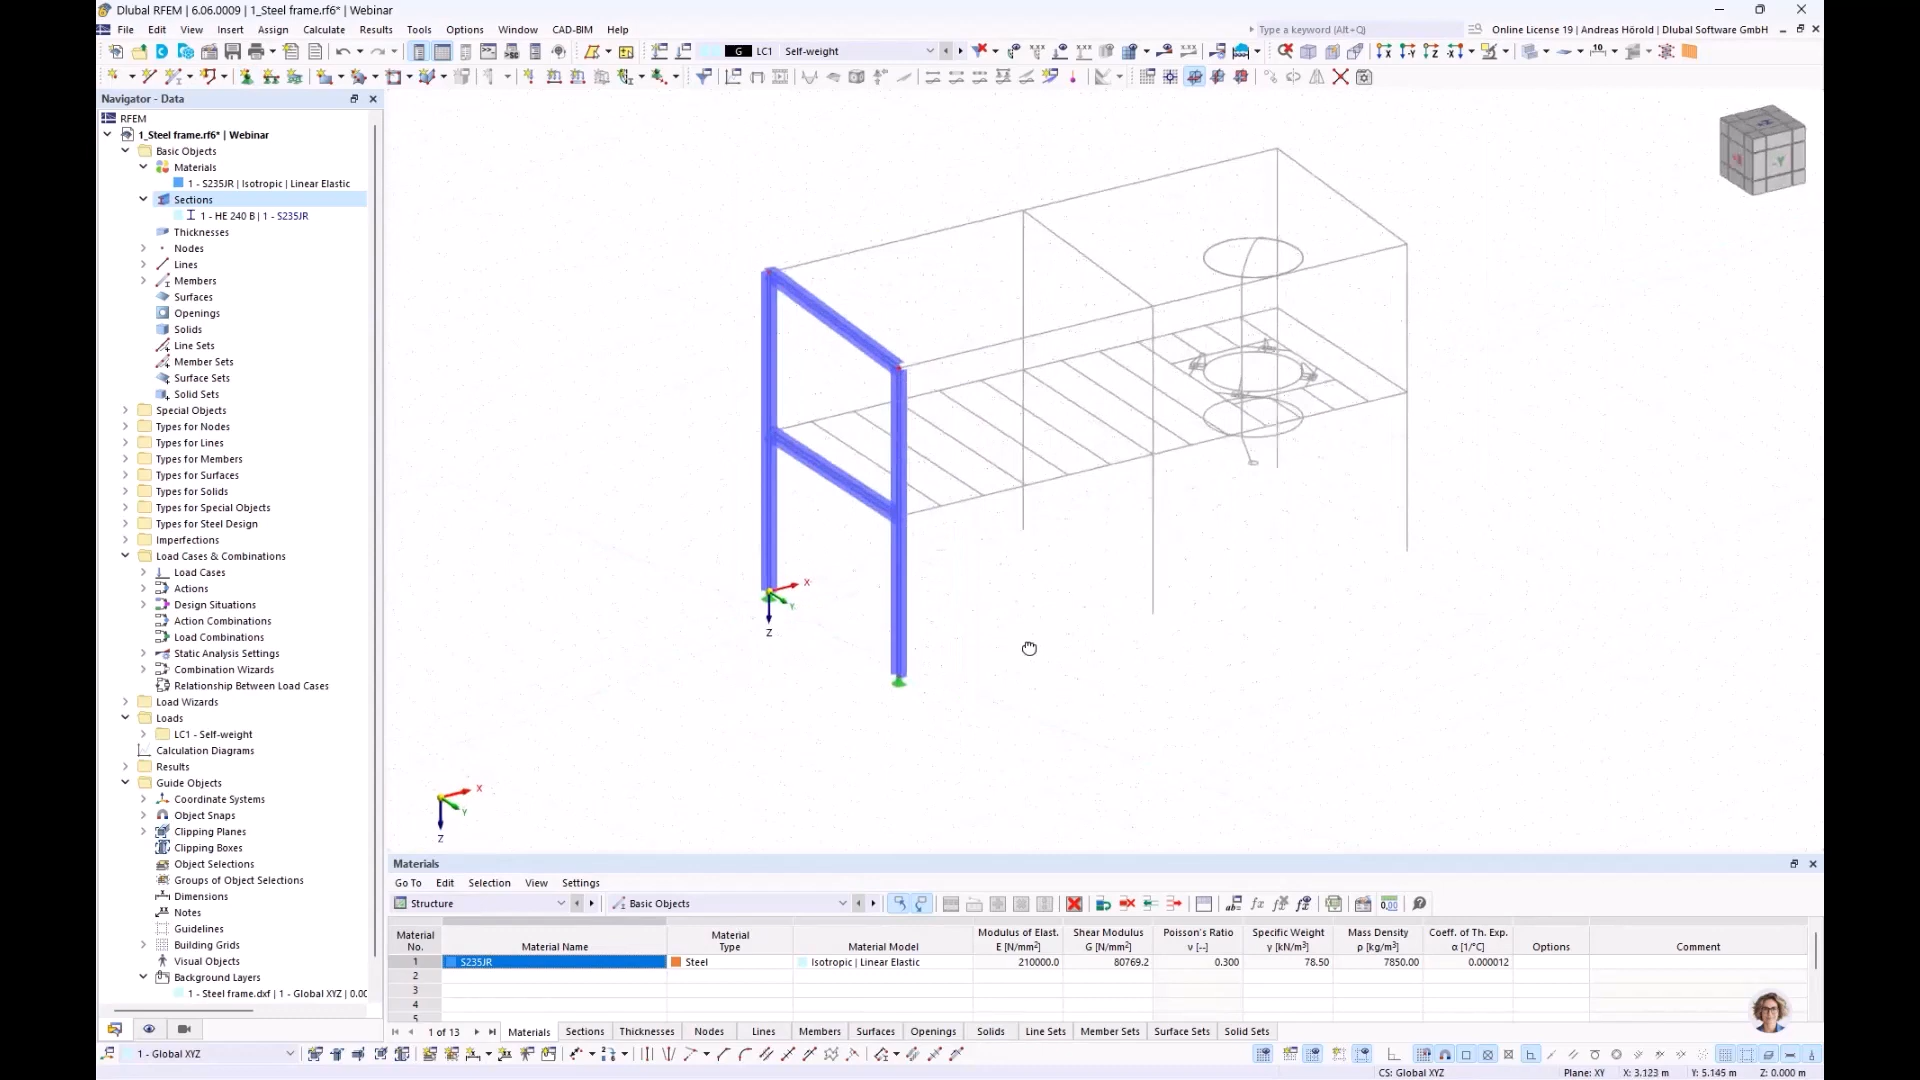 Dlubal RFEM | 6.06.0009 | 1_Steel frame.rf6* | Webinar
File Edit View Insert Assign Calculate Results Tools Options Window CAD-BIM Help
Type a keyword (Alt+Q)
Online License 19 | Andreas Hörold | Dlubal Software GmbH
G LC1 Self-weight
Navigator - Data
RFEM
1_Steel frame.rf6* | Webinar
Basic Objects
Materials
1 - S235JR | Isotropic | Linear Elastic
Sections
1 - HE 240 B | 1 - S235JR
Thicknesses
Nodes
Lines
Members
Surfaces
Openings
Solids
Line Sets
Member Sets
Surface Sets
Solid Sets
Special Objects
Types for Nodes
Types for Lines
Types for Members
Types for Surfaces
Types for Solids
Types for Special Objects
Types for Steel Design
Imperfections
Load Cases & Combinations
Load Cases
Actions
Design Situations
Action Combinations
Load Combinations
Static Analysis Settings
Combination Wizards
Relationship Between Load Cases
Load Wizards
Loads
LC1 - Self-weight
Calculation Diagrams
Results
Guide Objects
Coordinate Systems
Object Snaps
Clipping Planes
Clipping Boxes
Object Selections
Groups of Object Selections
Dimensions
Notes
Guidelines
Building Grids
Visual Objects
Background Layers
1 - Steel frame.dxf | 1 - Global XYZ | 0.00
X
Y
Z
X
Y
Z
-Y
Materials
Go To Edit Selection View Settings
Structure
Basic Objects
Material No.
Material Name
Material Type
Material Model
Modulus of Elast. E [N/mm²]
Shear Modulus G [N/mm²]
Poisson's Ratio ν [--]
Specific Weight γ [kN/m³]
Mass Density ρ [kg/m³]
Coeff. of Th. Exp. α [1/°C]
Options
Comment
1 S235JR Steel Isotropic | Linear Elastic 210000.0 80769.2 0.300 78.50 7850.00 0.000012
2
3
4
5
1 of 13
Materials Sections Thicknesses Nodes Lines Members Surfaces Openings Solids Line Sets Member Sets Surface Sets Solid Sets
1 - Global XYZ
CS: Global XYZ
Plane: XY
X: 3.123 m
Y: 5.145 m
Z: 0.000 m